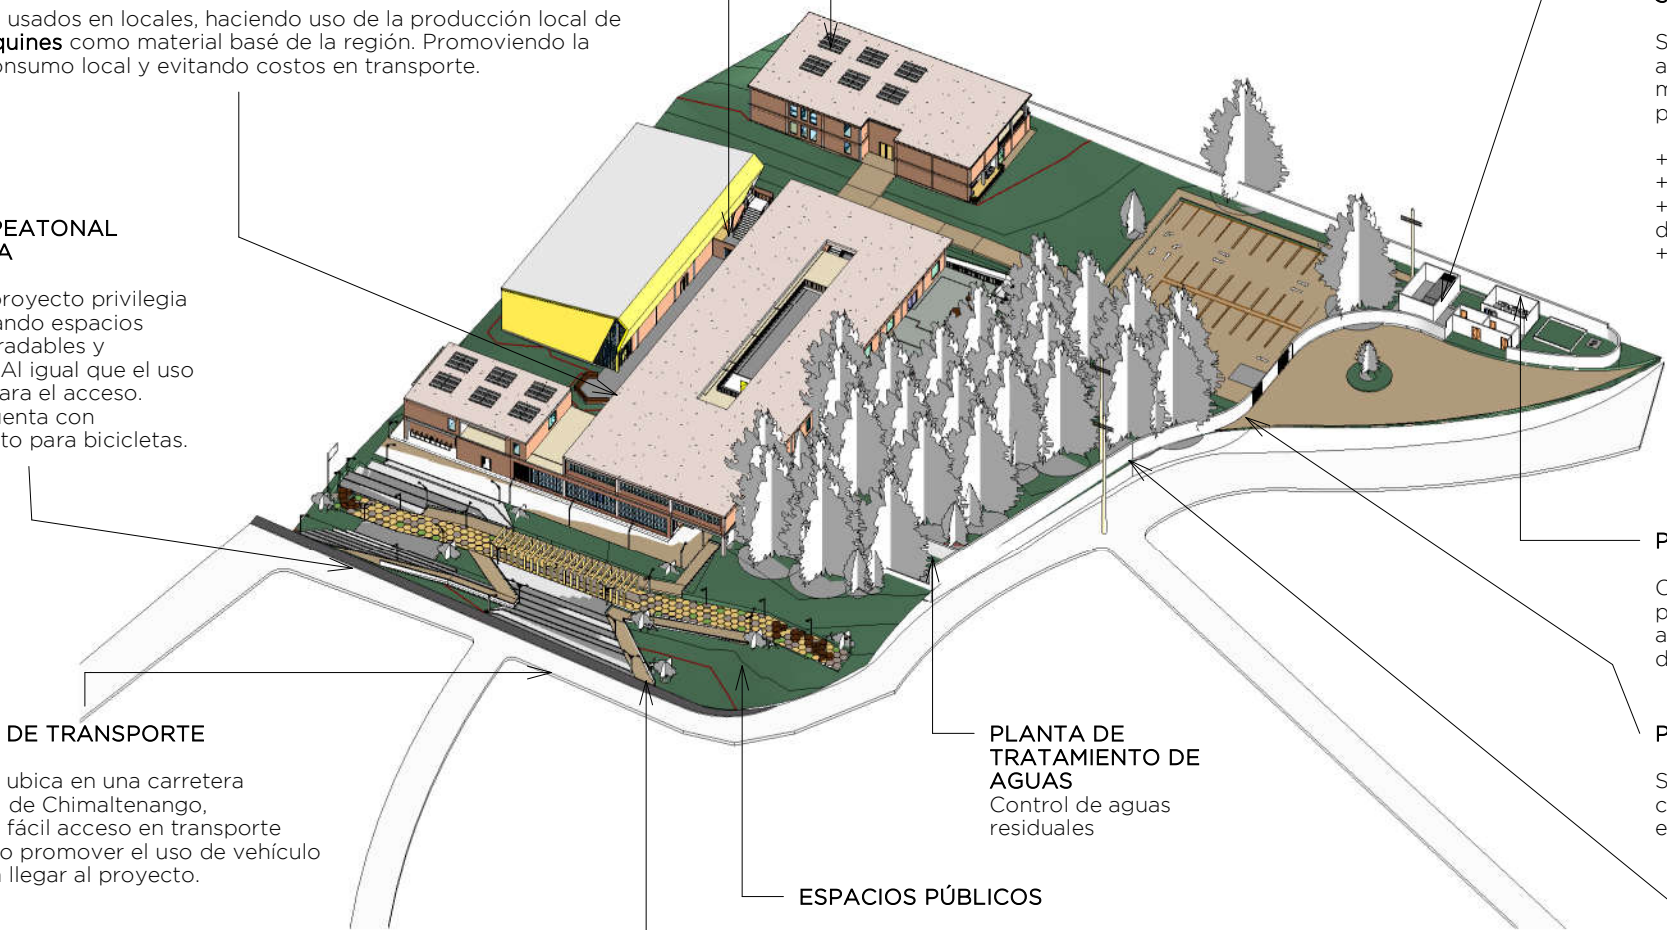 usados en locales, haciendo uso de la producción local de
quines como material basé de la región. Promoviendo la
onsumo local y evitando costos en transporte.
PEATONAL
A
proyecto privilegia
ando espacios
radables y
Al igual que el uso
ara el acceso.
enta con
to para bicicletas.
DE TRANSPORTE
ubica en una carretera
de Chimaltenango,
fácil acceso en transporte
o promover el uso de vehículo
llegar al proyecto.
PLANTA DE
TRATAMIENTO DE
AGUAS
Control de aguas
residuales
ESPACIOS PÚBLICOS
S
a
m
p
+
+
+
d
+
P
C
p
a
d
P
S
c
e